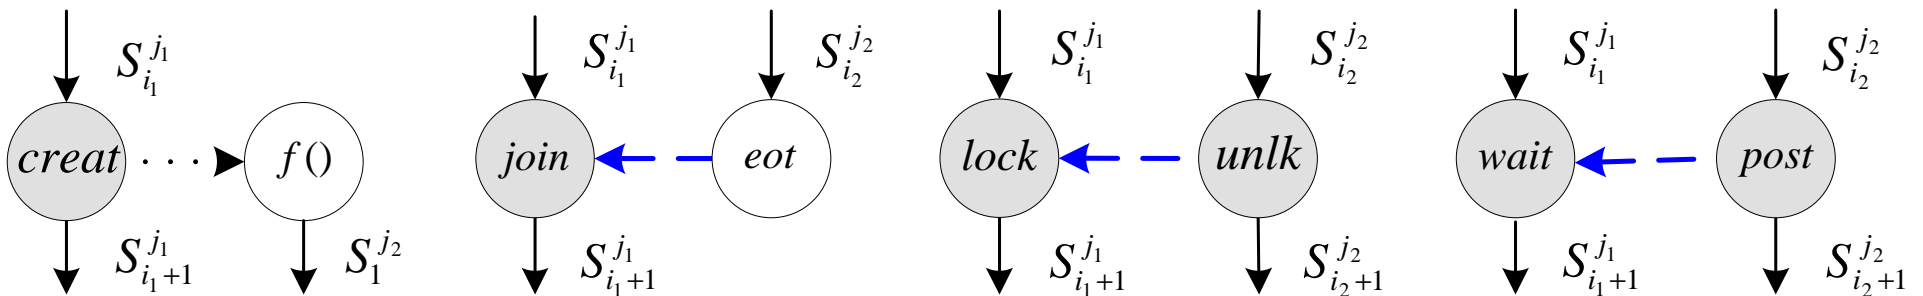 S_{i_1}^{j_1} S_{i_1}^{j_1} S_{i_2}^{j_2} S_{i_1}^{j_1} S_{i_2}^{j_2} S_{i_1}^{j_1} S_{i_2}^{j_2}
creat ··· f() join eot lock unlk wait post
S_{i_1+1}^{j_1} S_1^{j_2} S_{i_1+1}^{j_1} S_{i_1+1}^{j_1} S_{i_2+1}^{j_2} S_{i_1+1}^{j_1} S_{i_2+1}^{j_2}